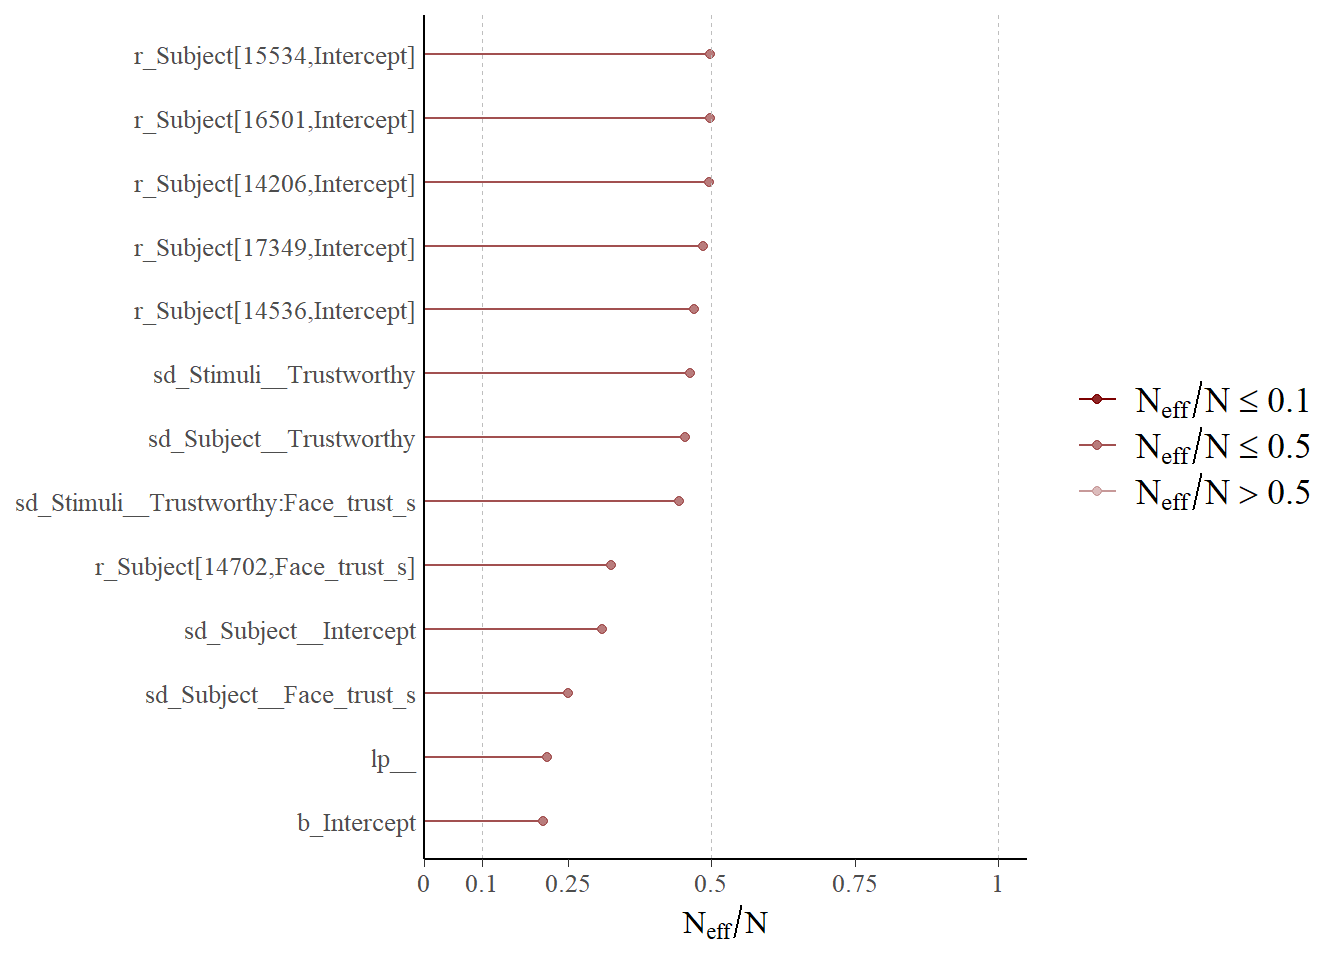 r_Subject[15534,Intercept]
r_Subject[16501,Intercept]
r_Subject[14206,Intercept]
r_Subject[17349,Intercept]
r_Subject[14536,Intercept]
sd_Stimuli__Trustworthy
sd_Subject__Trustworthy
sd_Stimuli__Trustworthy:Face_trust_s
r_Subject[14702,Face_trust_s]
sd_Subject__Intercept
sd_Subject__Face_trust_s
lp__
b_Intercept
0 0.1 0.25 0.5 0.75 1
Neff/N
Neff/N ≤ 0.1
Neff/N ≤ 0.5
Neff/N > 0.5